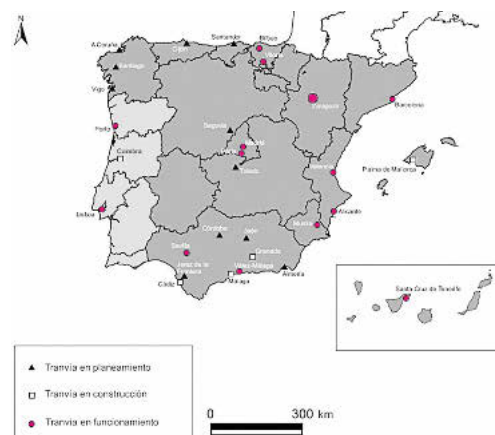 N
A Coruña
Gijón
Santander
Bilbao
Vitoria
Santiago
Vigo
Zaragoza
Barcelona
Porto
Segovia
Coimbra
Madrid
Toledo
Valencia
Palma de Mallorca
Lisboa
Alicante
Murcia
Córdoba
Jaén
Sevilla
Granada
Jerez de la
Frontera
Vélez-Málaga
Almería
Cádiz
Málaga
Santa Cruz de Tenerife
Tranvía en planeamiento
Tranvía en construcción
Tranvía en funcionamiento
0
300 km